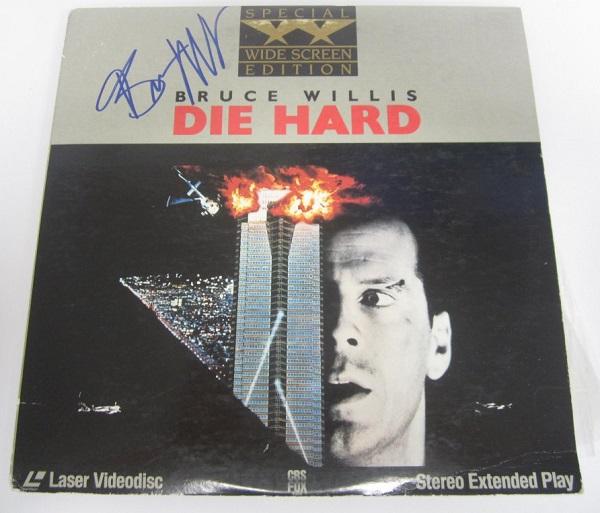 SPECIAL
WIDE SCREEN
EDITION
BRUCE WILLIS
DIE HARD
Laser Videodisc
CBS
FOX
Stereo Extended Play